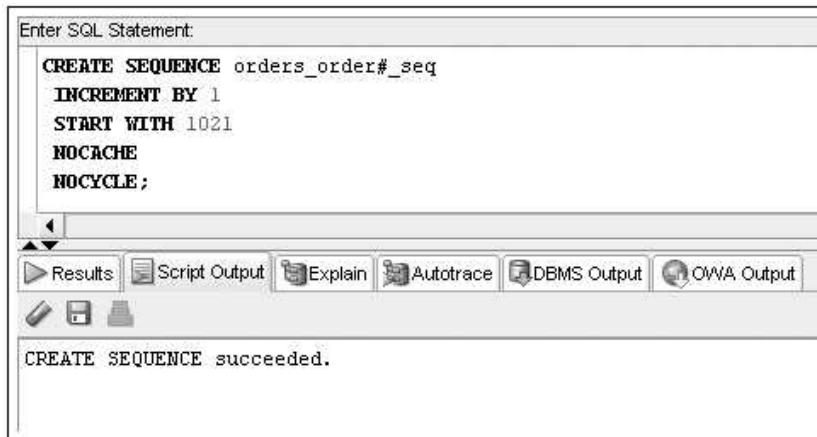 Enter SQL Statement:
CREATE SEQUENCE orders_order#_seq
INCREMENT BY 1
START WITH 1021
NOCACHE
NOCYCLE;
Results Script Output Explain Autotrace DBMS Output OWA Output
CREATE SEQUENCE succeeded.